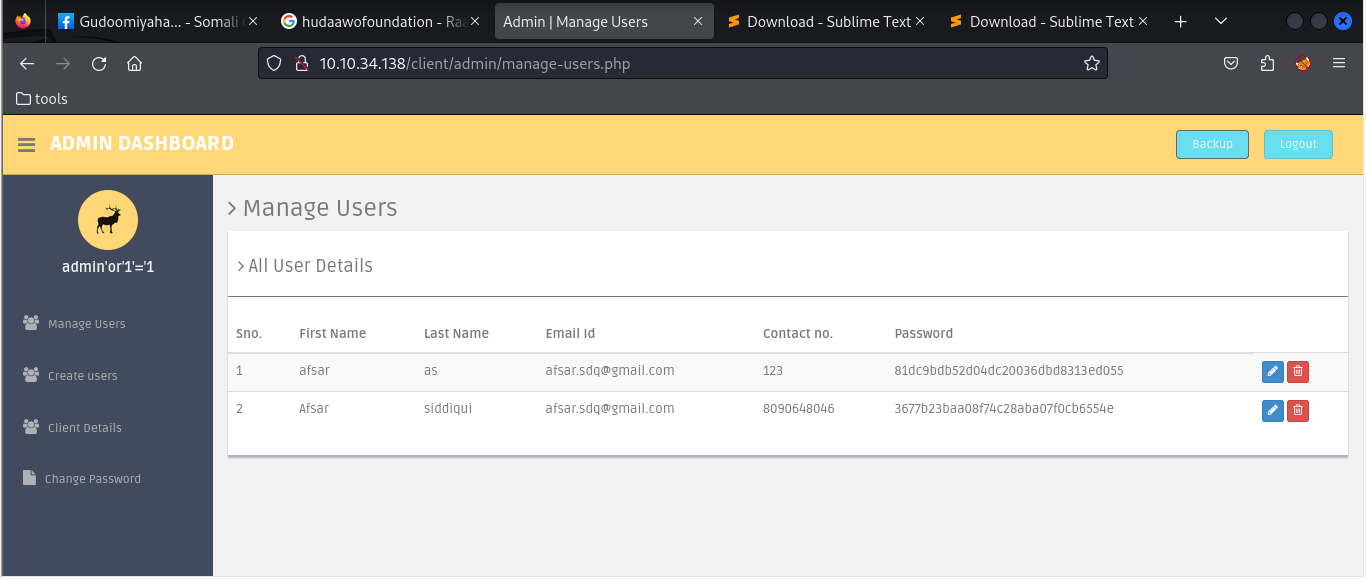 Gudoomiyaha... - Somali
hudaawofoundation - Raa
Admin | Manage Users
Download - Sublime Text
Download - Sublime Text
10.10.34.138/client/admin/manage-users.php
tools
ADMIN DASHBOARD
Backup
Logout
admin'or'1'='1
Manage Users
Create users
Client Details
Change Password
> Manage Users
> All User Details
Sno. First Name Last Name Email Id Contact no. Password
1 afsar as afsar.sdq@gmail.com 123 81dc9bdb52d04dc20036dbd8313ed055
2 Afsar siddiqui afsar.sdq@gmail.com 8090648046 3677b23baa08f74c28aba07f0cb6554e